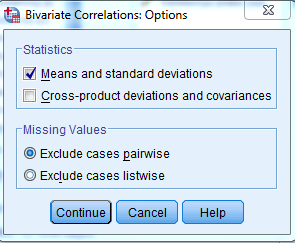 Bivariate Correlations: Options
Statistics
Means and standard deviations
Cross-product deviations and covariances
Missing Values
Exclude cases pairwise
Exclude cases listwise
Continue Cancel Help